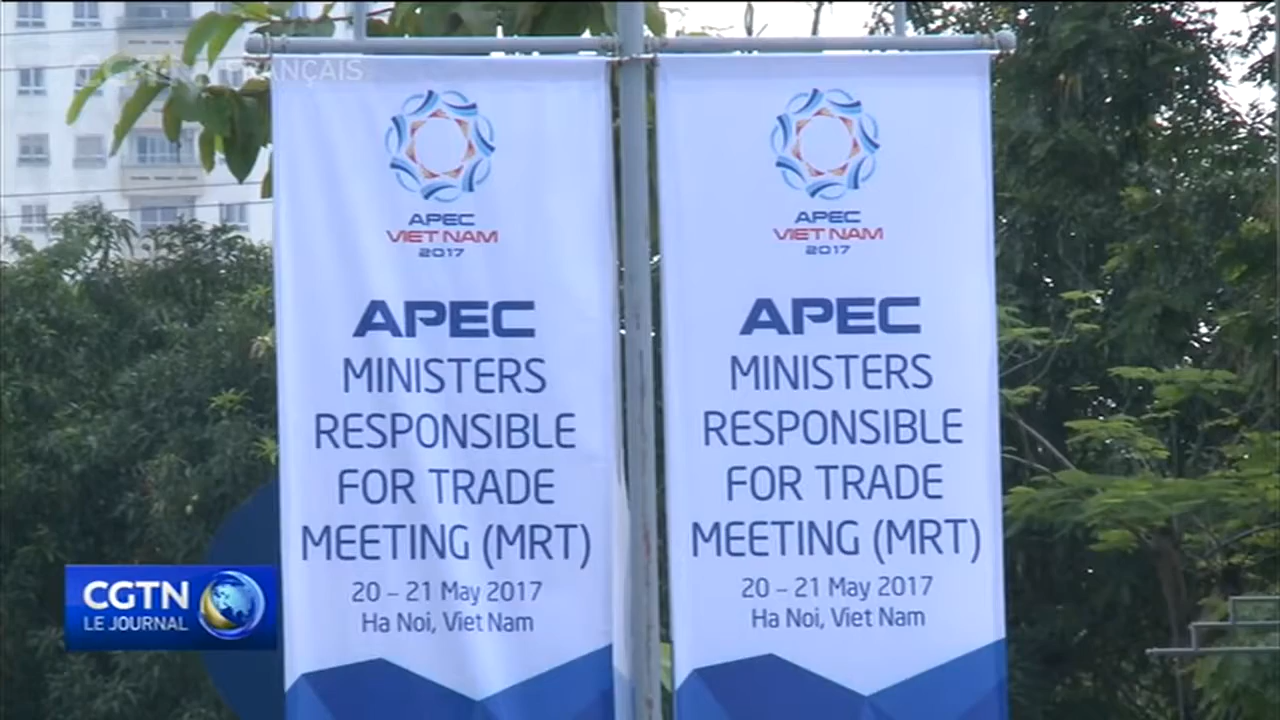 FRANÇAIS
APEC
VIET NAM
2017
APEC
MINISTERS
RESPONSIBLE
FOR TRADE
MEETING (MRT)
20 – 21 May 2017
Ha Noi, Viet Nam
APEC
VIET NAM
2017
APEC
MINISTERS
RESPONSIBLE
FOR TRADE
MEETING (MRT)
20 – 21 May 2017
Ha Noi, Viet Nam
CGTN
LE JOURNAL